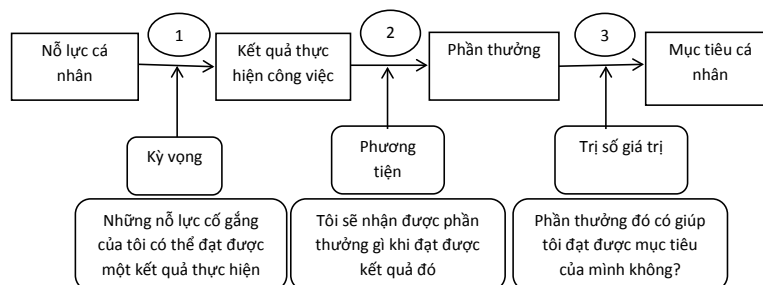 1
2
3
Nỗ lực cá
nhân
Kết quả thực
hiện công việc
Phần thưởng
Mục tiêu cá
nhân
Kỳ vọng
Phương
tiện
Trị số giá trị
Những nỗ lực cố gắng
của tôi có thể đạt được
một kết quả thực hiện
Tôi sẽ nhận được phần
thưởng gì khi đạt được
kết quả đó
Phần thưởng đó có giúp
tôi đạt được mục tiêu
của mình không?